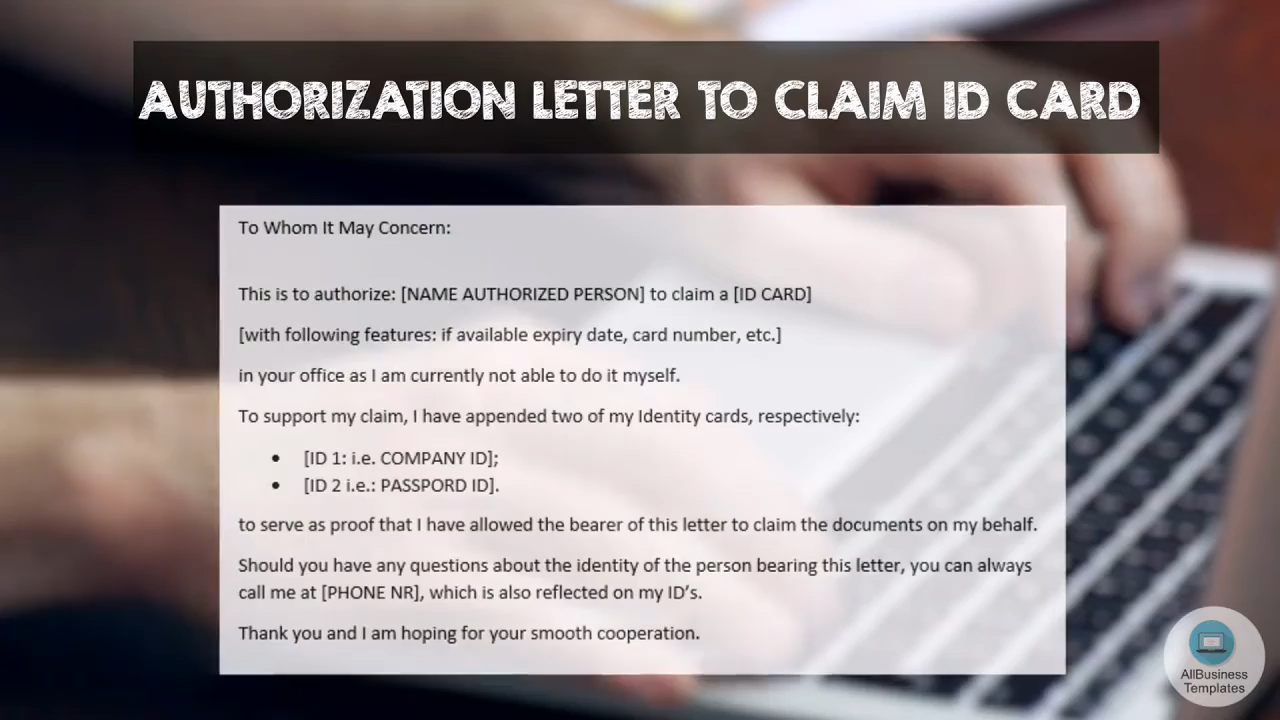 AUTHORIZATION LETTER TO CLAIM ID CARD
To Whom It May Concern:
This is to authorize: [NAME AUTHORIZED PERSON] to claim a [ID CARD]
[with following features: if available expiry date, card number, etc.]
in your office as I am currently not able to do it myself.
To support my claim, I have appended two of my Identity cards, respectively:
• [ID 1: i.e. COMPANY ID];
• [ID 2 i.e.: PASSPORD ID].
to serve as proof that I have allowed the bearer of this letter to claim the documents on my behalf.
Should you have any questions about the identity of the person bearing this letter, you can always
call me at [PHONE NR], which is also reflected on my ID’s.
Thank you and I am hoping for your smooth cooperation.
AllBusiness
Templates